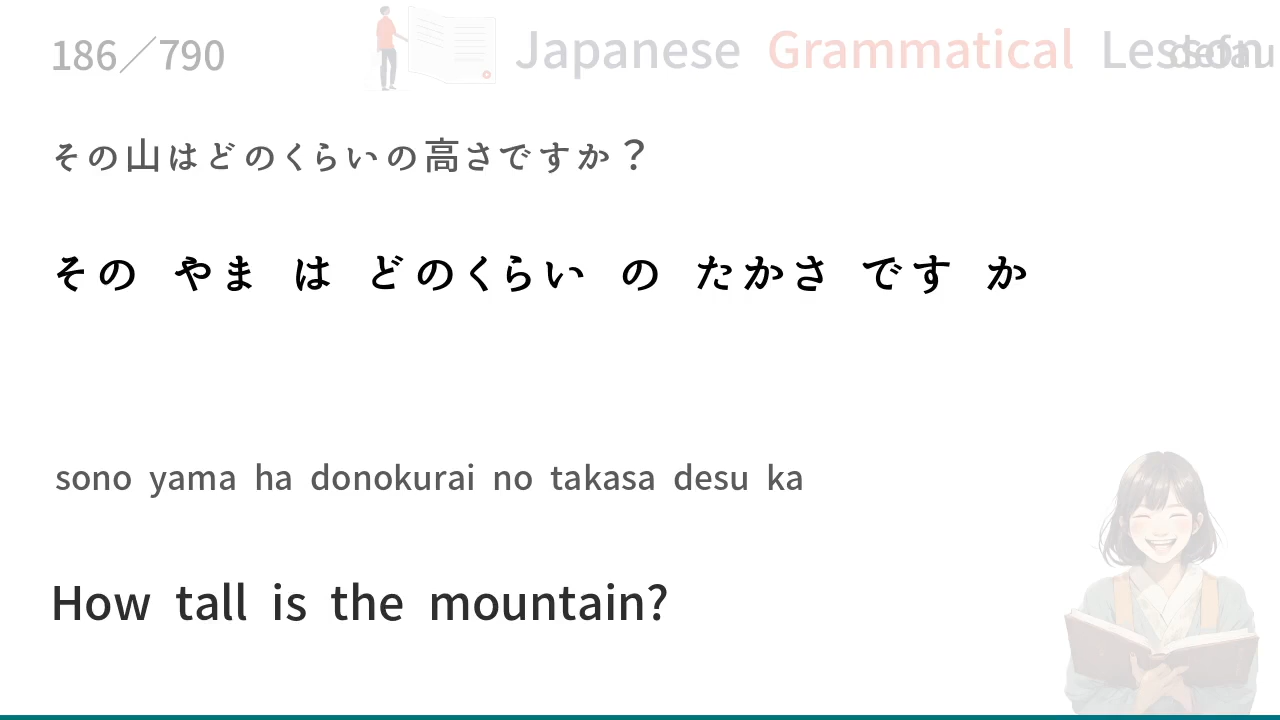 186／790
Japanese Grammatical Lesson
その山はどのくらいの高さですか？
その やま は どのくらい の たかさ です か
sono yama ha donokurai no takasa desu ka
How tall is the mountain?